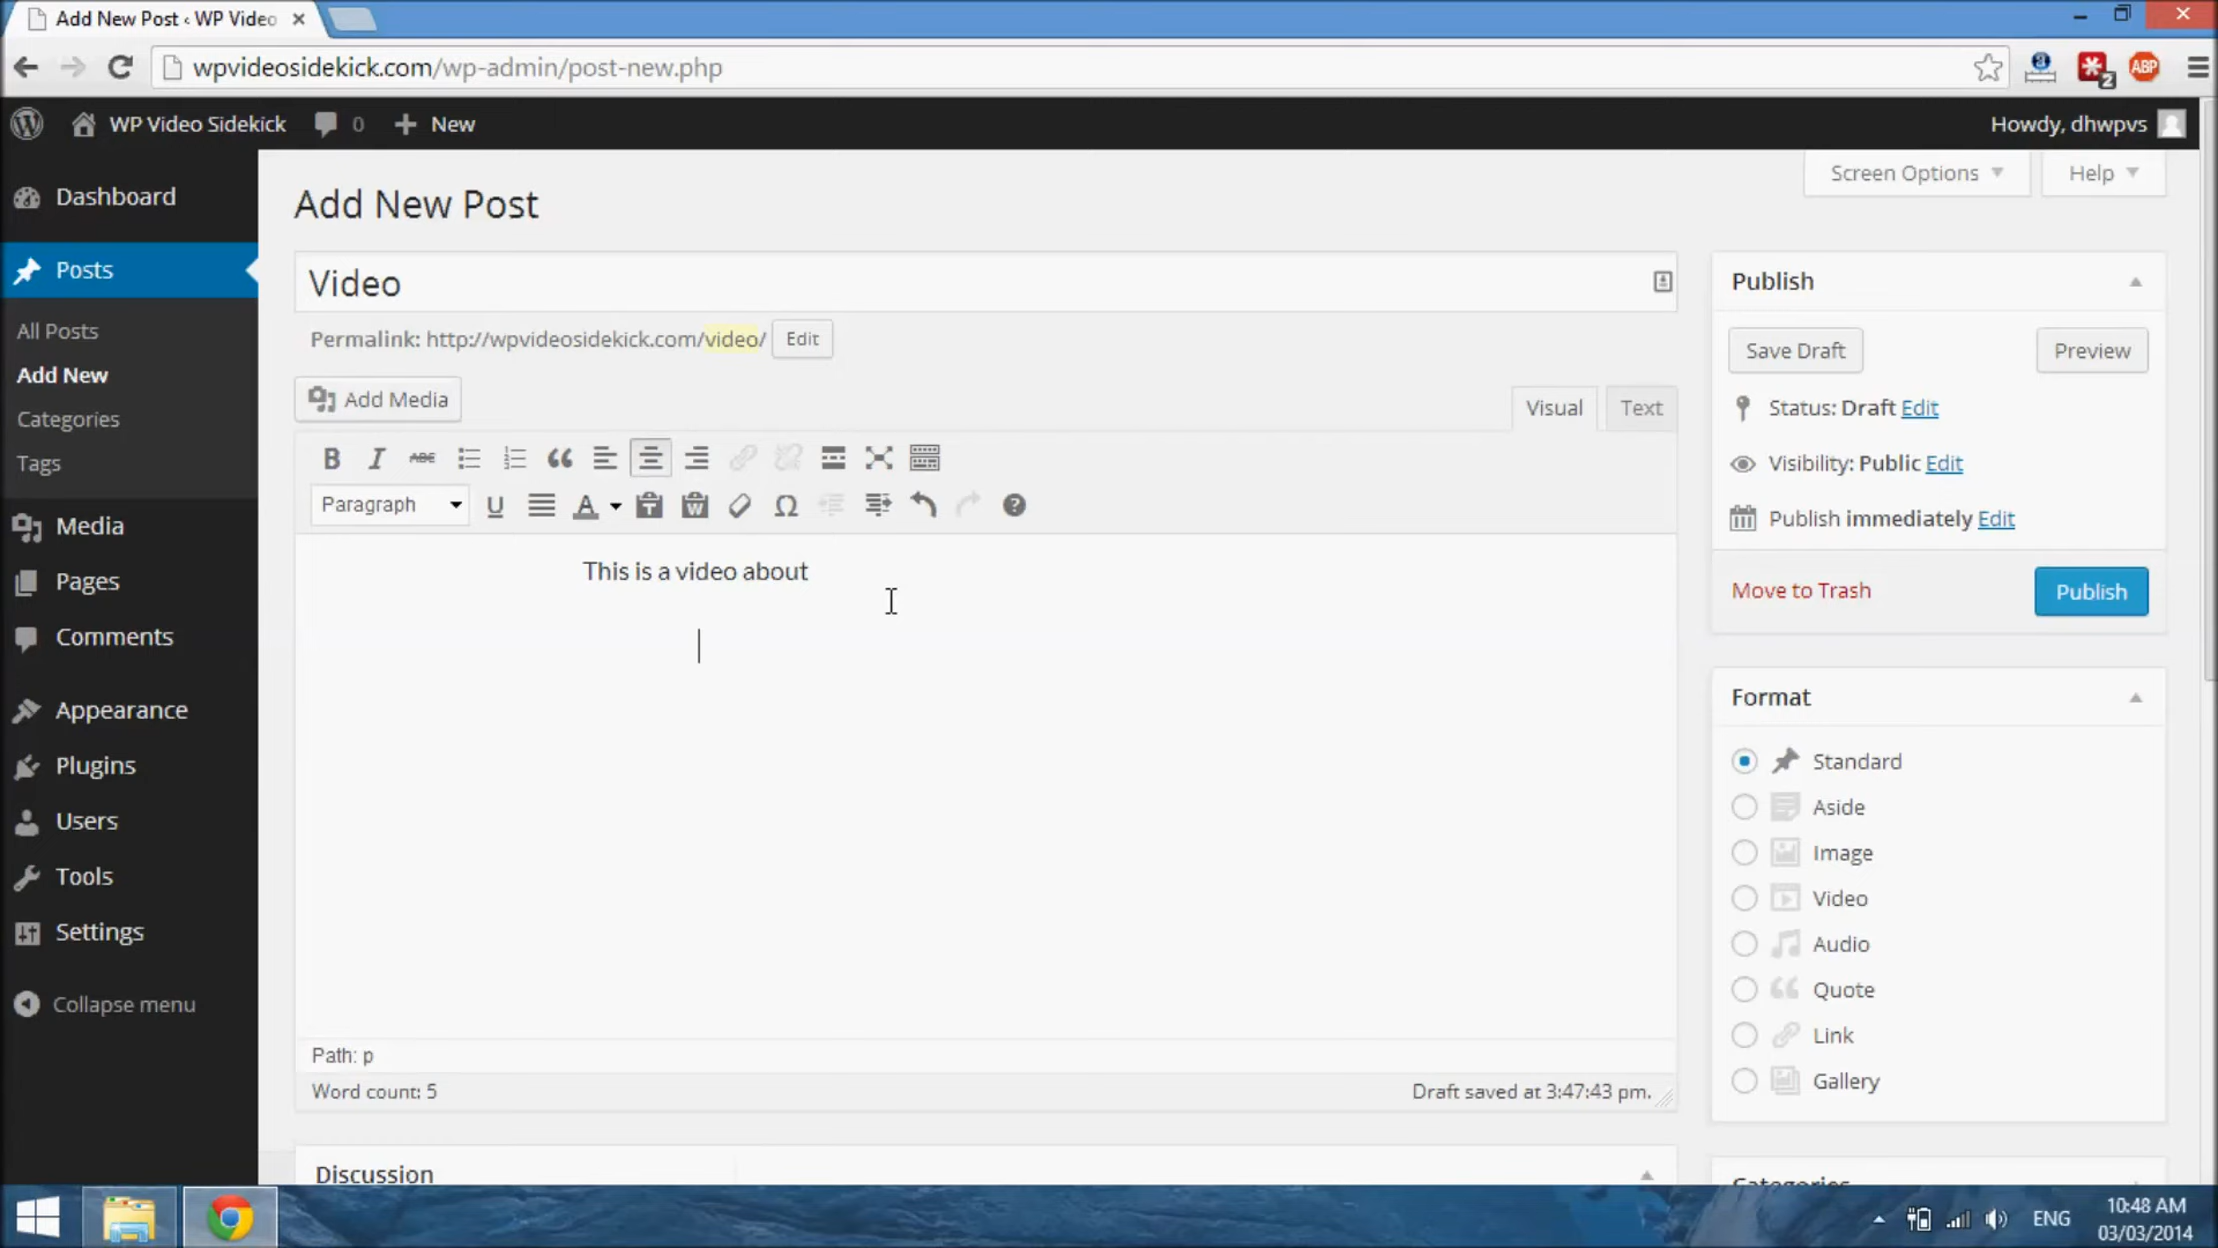 Add New Post ‹ WP Video
wpvideosidekick.com/wp-admin/post-new.php
ABP
2
WP Video Sidekick
0
New
Howdy, dhwpvs
Dashboard
Posts
All Posts
Add New
Categories
Tags
Media
Pages
Comments
Appearance
Plugins
Users
Tools
Settings
Collapse menu
Screen Options
Help
Add New Post
Video
Permalink: http://wpvideosidekick.com/video/
Edit
Add Media
Visual
Text
B I ABC
Paragraph
U
A
T
W
Ω
This is a video about
Path: p
Word count: 5
Draft saved at 3:47:43 pm.
Discussion
Publish
Save Draft
Preview
Status: Draft Edit
Visibility: Public Edit
Publish immediately Edit
Move to Trash
Publish
Format
Standard
Aside
Image
Video
Audio
Quote
Link
Gallery
Categories
ENG
10:48 AM
03/03/2014